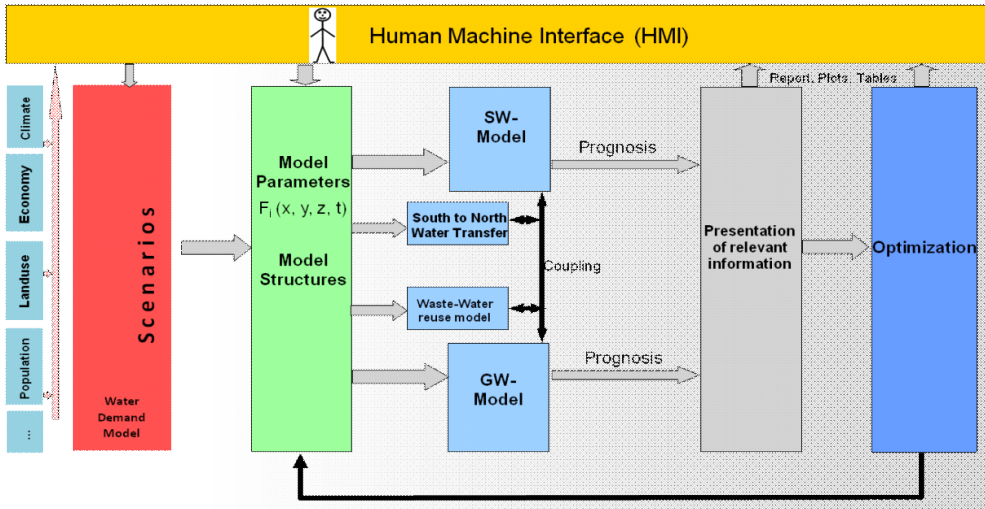 Human Machine Interface (HMI)
Report, Plots, Tables
Climate
Economy
Landuse
Population
...
Scenarios
Water
Demand
Model
Model
Parameters
Fi (x, y, z, t)
Model
Structures
SW-
Model
South to North
Water Transfer
Coupling
Waste-Water
reuse model
GW-
Model
Prognosis
Prognosis
Presentation
of relevant
information
Optimization